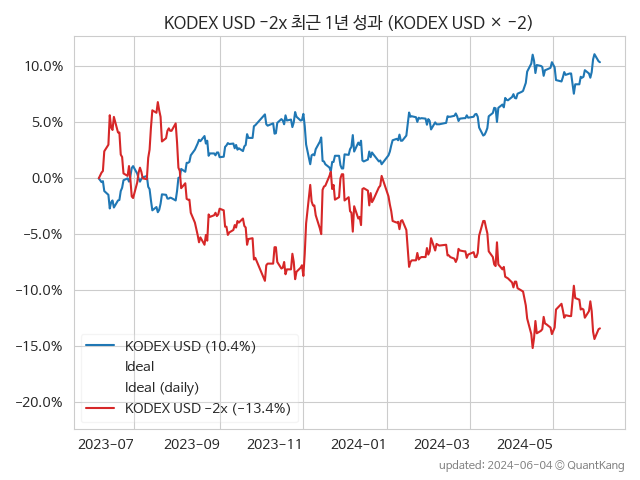 KODEX USD -2x 최근 1년 성과 (KODEX USD × -2)
10.0%
5.0%
0.0%
-5.0%
-10.0%
-15.0%
-20.0%
KODEX USD (10.4%)
Ideal
Ideal (daily)
KODEX USD -2x (-13.4%)
2023-07 2023-09 2023-11 2024-01 2024-03 2024-05
updated: 2024-06-04 © QuantKang